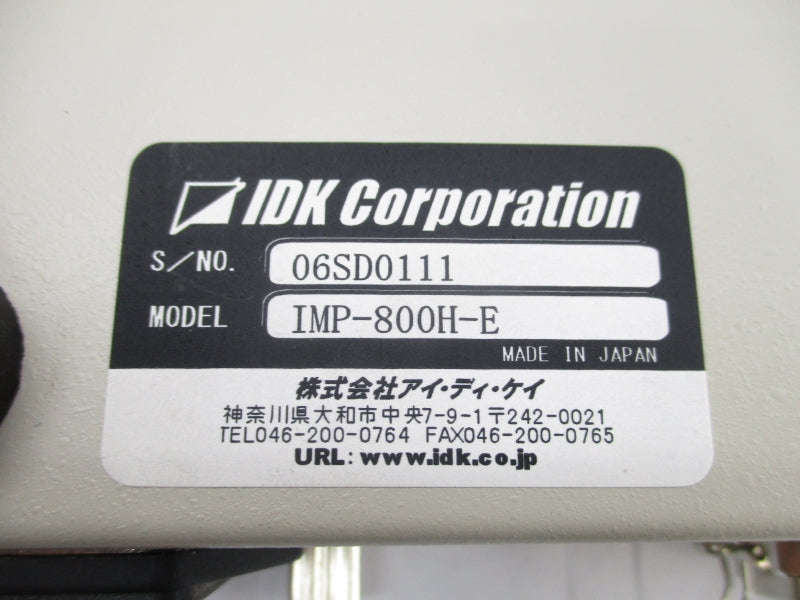 IDK Corporation
S/NO. 06SD0111
MODEL IMP-800H-E
MADE IN JAPAN
株式会社アイ・ディ・ケイ
神奈川県大和市中央7-9-1〒242-0021
TEL046-200-0764 FAX046-200-0765
URL: www.idk.co.jp